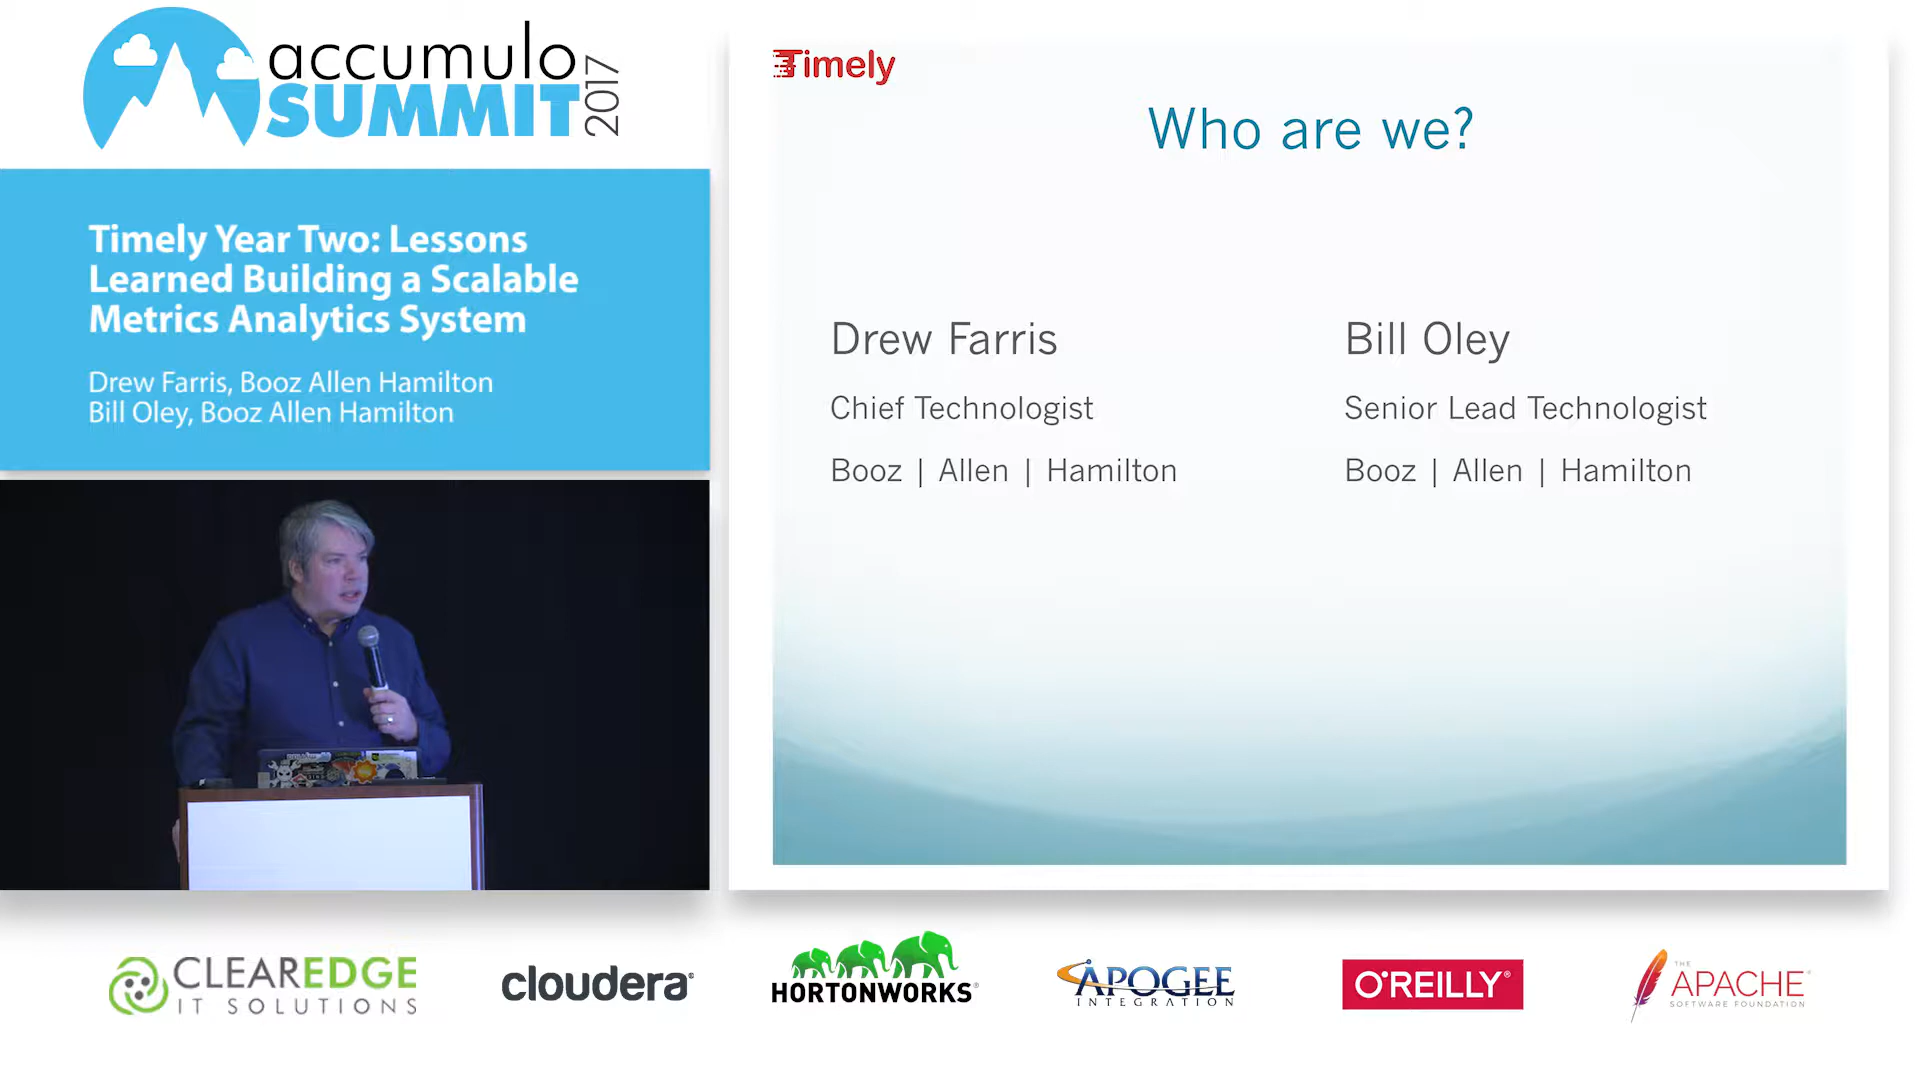 accumulo
SUMMIT
2017
Timely Year Two: Lessons
Learned Building a Scalable
Metrics Analytics System
Drew Farris, Booz Allen Hamilton
Bill Oley, Booz Allen Hamilton
Timely
Who are we?
Drew Farris
Chief Technologist
Booz | Allen | Hamilton
Bill Oley
Senior Lead Technologist
Booz | Allen | Hamilton
CLEAREDGE
IT SOLUTIONS
cloudera®
HORTONWORKS®
APOGEE
INTEGRATION
O'REILLY®
THE
APACHE®
SOFTWARE FOUNDATION